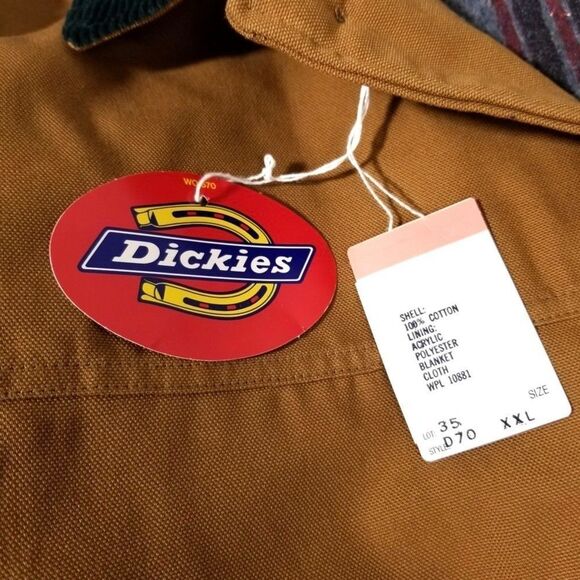 Dickies
SHELL:
100% COTTON
LINING:
ACRYLIC
POLYESTER
BLANKET
CLOTH
WPL 10881
SIZE
LOT 35
STYLE D70 XXL